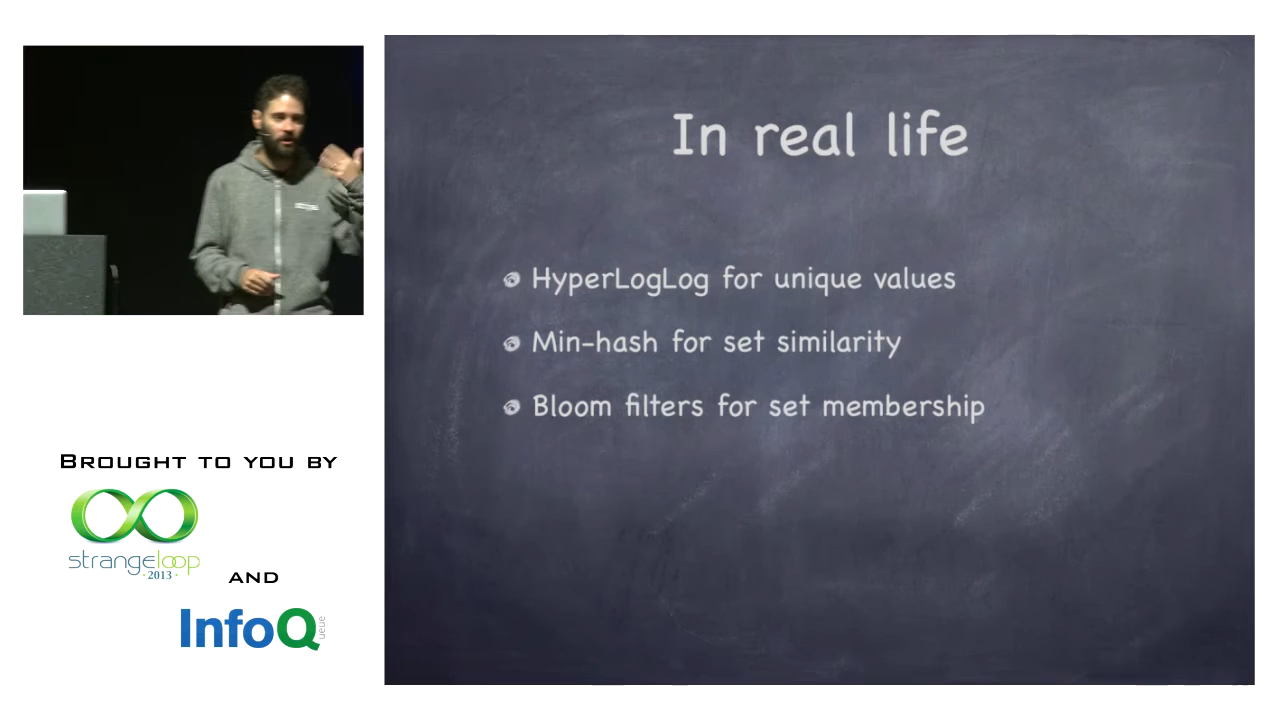 In real life
HyperLogLog for unique values
Min-hash for set similarity
Bloom filters for set membership
BROUGHT TO YOU BY
strangeloop
· 2013 ·
AND
InfoQ
ueue